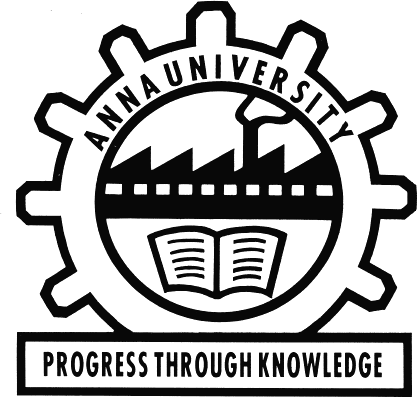 ANNA UNIVERSITY
PROGRESS THROUGH KNOWLEDGE